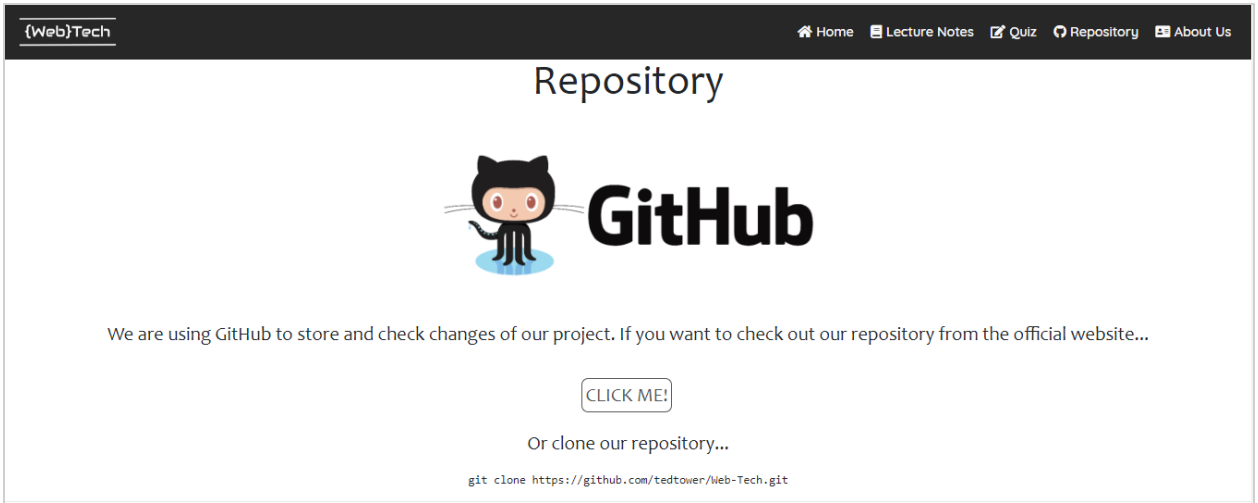 {Web}Tech
Home Lecture Notes Quiz Repository About Us
Repository
GitHub
We are using GitHub to store and check changes of our project. If you want to check out our repository from the official website...
CLICK ME!
Or clone our repository...
git clone https://github.com/tedtower/Web-Tech.git